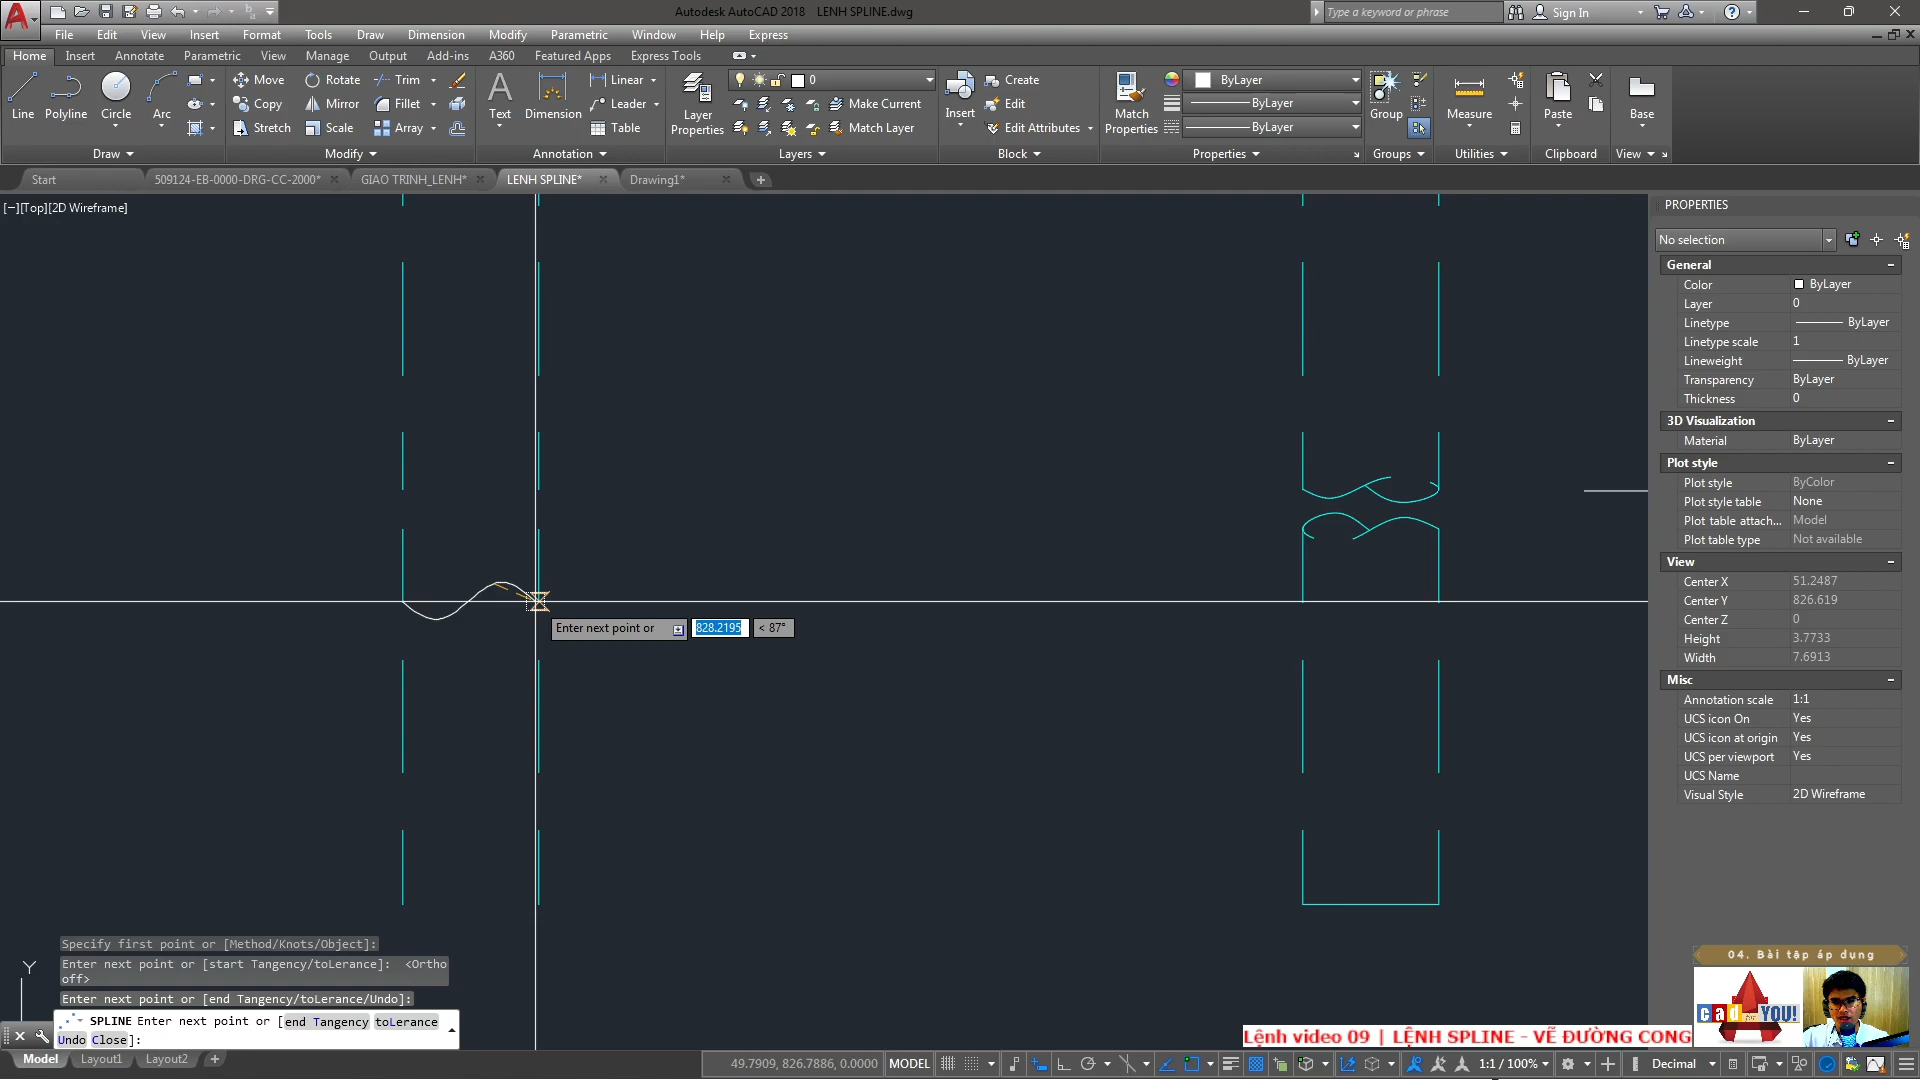 Autodesk AutoCAD 2018 LENH SPLINE.dwg
Type a keyword or phrase
Sign In
File Edit View Insert Format Tools Draw Dimension Modify Parametric Window Help Express
Home Insert Annotate Parametric View Manage Output Add-ins A360 Featured Apps Express Tools
Line Polyline Circle Arc
Move Rotate Trim
Copy Mirror Fillet
Stretch Scale Array
Text Dimension
Linear
Leader
Table
Layer Properties
0
Make Current
Match Layer
Insert
Create
Edit
Edit Attributes
Match Properties
ByLayer
ByLayer
ByLayer
Group
Measure
Paste
Base
Draw Modify Annotation Layers Block Properties Groups Utilities Clipboard View
Start 509124-EB-0000-DRG-CC-2000* GIAO TRINH_LENH* LENH SPLINE* Drawing1*
[−][Top][2D Wireframe]
Enter next point or 828.2195 < 87°
PROPERTIES
No selection
General
Color ByLayer
Layer 0
Linetype ByLayer
Linetype scale 1
Lineweight ByLayer
Transparency ByLayer
Thickness 0
3D Visualization
Material ByLayer
Plot style
Plot style ByColor
Plot style table None
Plot table attach... Model
Plot table type Not available
View
Center X 51.2487
Center Y 826.619
Center Z 0
Height 3.7733
Width 7.6913
Misc
Annotation scale 1:1
UCS icon On Yes
UCS icon at origin Yes
UCS per viewport Yes
UCS Name
Visual Style 2D Wireframe
Y
Specify first point or [Method/Knots/Object]:
Enter next point or [start Tangency/toLerance]: <Ortho
off>
Enter next point or [end Tangency/toLerance/Undo]:
SPLINE Enter next point or [end Tangency toLerance
Undo Close]:
04. Bài tập áp dụng
cad for YOU!
Lệnh video 09 | LỆNH SPLINE - VẼ ĐƯỜNG CONG
Model Layout1 Layout2
49.7909, 826.7886, 0.0000 MODEL 1:1 / 100% Decimal